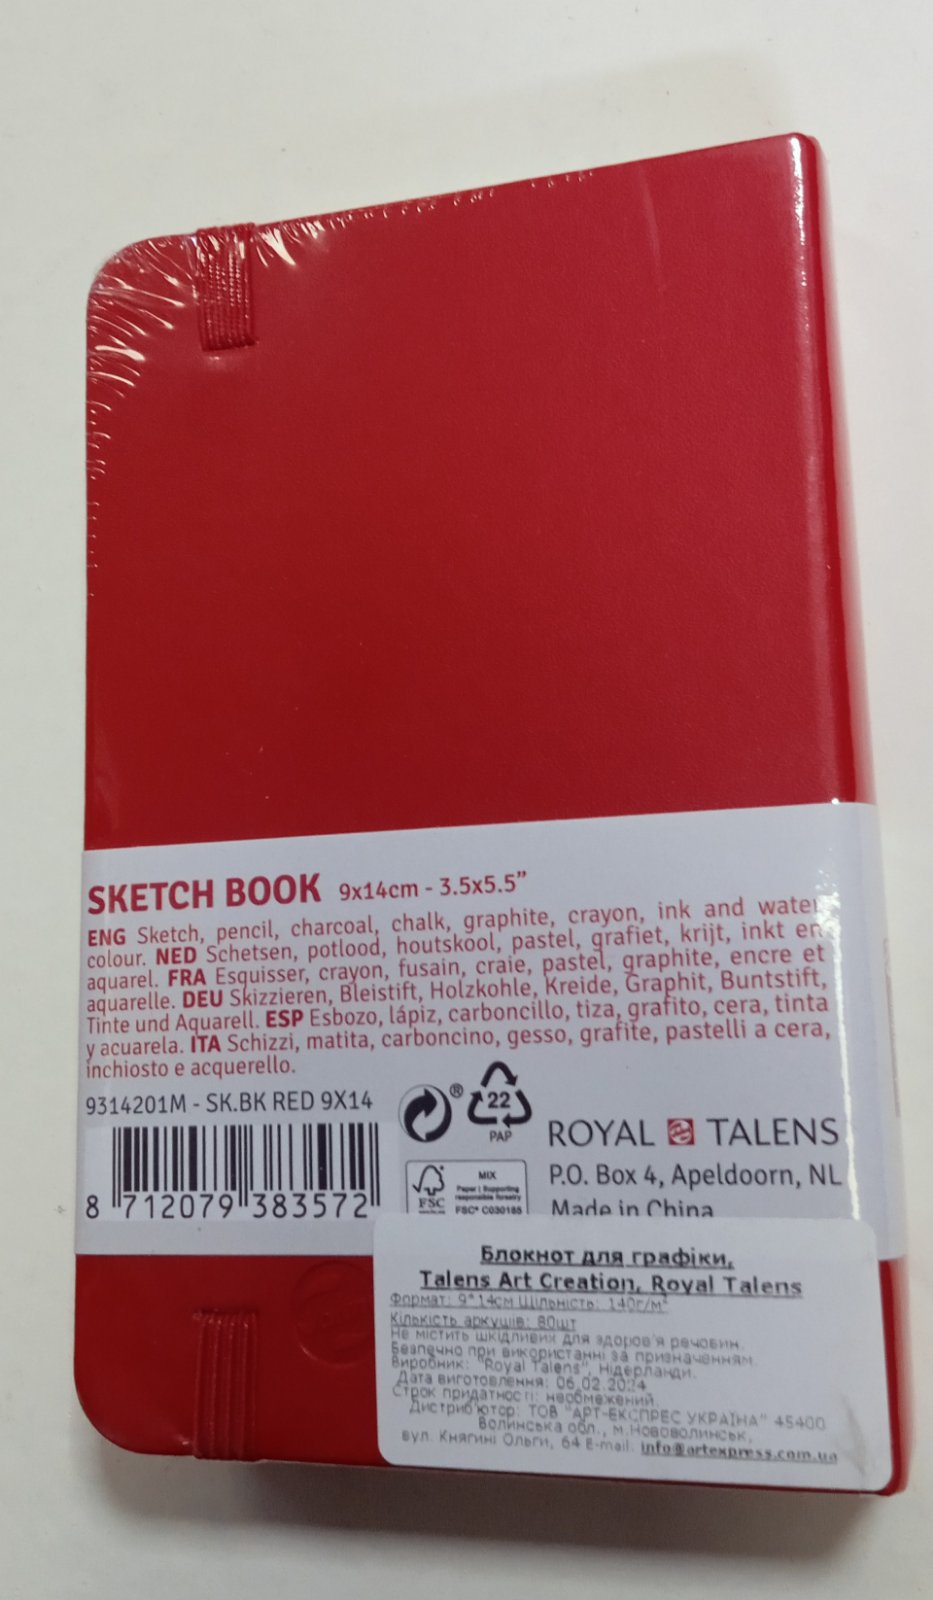 SKETCH BOOK 9x14cm - 3.5x5.5”
ENG Sketch, pencil, charcoal, chalk, graphite, crayon, ink and water
colour. NED Schetsen, potlood, houtskool, pastel, grafiet, krijt, inkt en
aquarel. FRA Esquisser, crayon, fusain, craie, pastel, graphite, encre et
aquarelle. DEU Skizzieren, Bleistift, Holzkohle, Kreide, Graphit, Buntstift,
Tinte und Aquarell. ESP Esbozo, lápiz, carboncillo, tiza, grafito, cera, tinta
y acuarela. ITA Schizzi, matita, carboncino, gesso, grafite, pastelli a cera,
inchiosto e acquerello.
9314201M - SK.BK RED 9X14
8 712079 383572
®
22
PAP
FSC
MIX
Paper | Supporting
responsible forestry
FSC® C030165
ROYAL TALENS
P.O. Box 4, Apeldoorn, NL
Made in China
Блокнот для графіки,
Talens Art Creation, Royal Talens
Формат: 9*14см Щільність: 140г/м²
Кількість аркушів: 80шт
Не містить шкідливих для здоров'я речовин.
Безпечно при використанні за призначенням.
Виробник: "Royal Talens", Нідерланди.
Дата виготовлення: 06.02.2024
Строк придатності: необмежений.
Дистриб'ютор: ТОВ "АРТ-ЕКСПРЕС УКРАЇНА" 45400
Волинська обл., м.Нововолинськ,
вул. Княгині Ольги, 64 E-mail: info@artexpress.com.ua